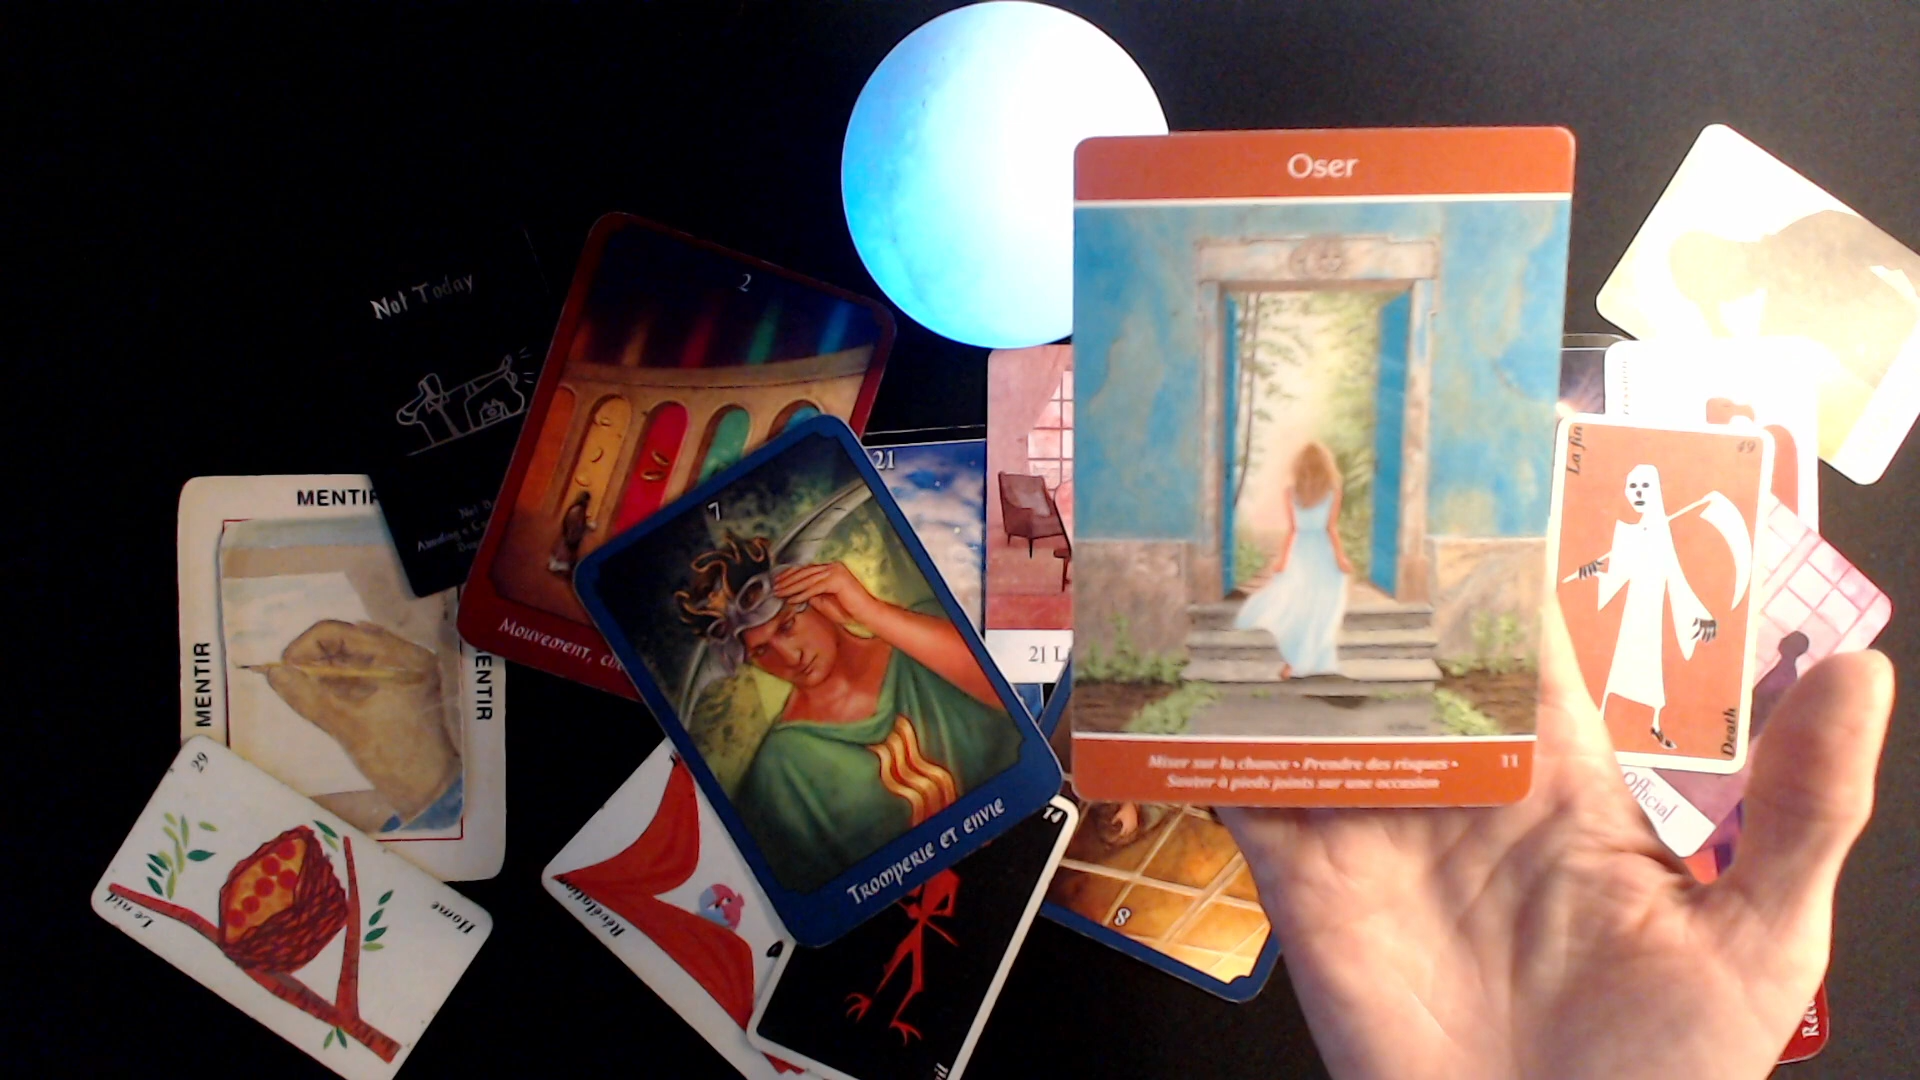 Oser
Miser sur la chance • Prendre des risques •
Sauter à pieds joints sur une occasion
11
Not Today
2
Mouvement,
21
7
Tromperie et envie
21
MENTIR
MENTIR
29
Le nid
Home
Révélation
14
8
La fin
49
Death
Official